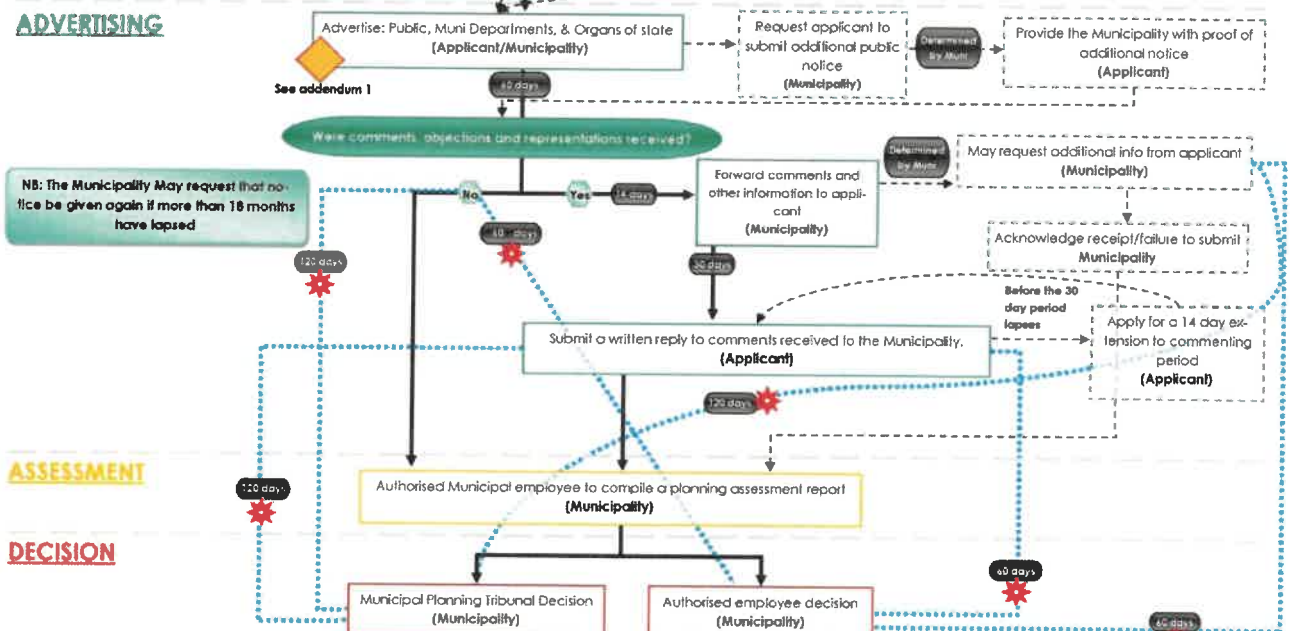 ADVERTISING
Advertise: Public, Muni Departments, & Organs of state
(Applicant/Municipality)
See addendum 1
60 days
Request applicant to
submit additional public
notice
(Municipality)
Determined
by Muni
Provide the Municipality with proof of
additional notice
(Applicant)
Were comments, objections and representations received?
NB: The Municipality May request that no-
tice be given again if more than 18 months
have lapsed
No
Yes
days
Forward comments and
other information to appli-
cant
(Municipality)
Determined
by Muni
May request additional info from applicant
(Municipality)
Acknowledge receipt/failure to submit
Municipality
60 days
120 days
30 days
Before the 30
day period
lapses
Apply for a 14 day ex-
tension to commenting
period
(Applicant)
Submit a written reply to comments received to the Municipality.
(Applicant)
120 days
ASSESSMENT
120 days
Authorised Municipal employee to compile a planning assessment report
(Municipality)
DECISION
60 days
Municipal Planning Tribunal Decision
(Municipality)
Authorised employee decision
(Municipality)
60 days